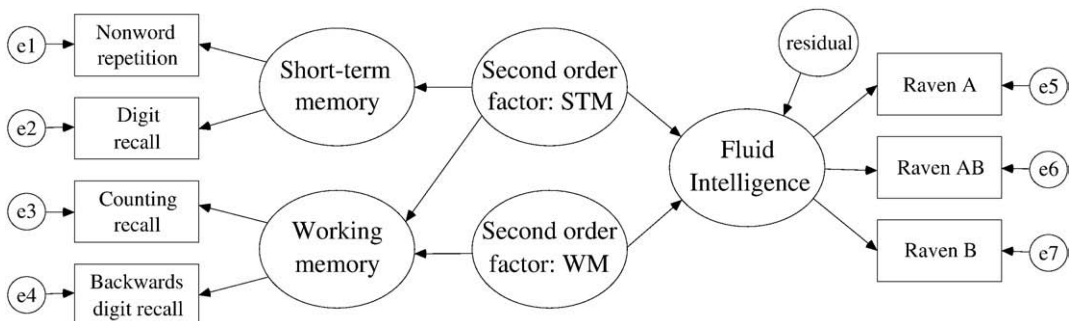 e1
Nonword
repetition
e2
Digit
recall
e3
Counting
recall
e4
Backwards
digit recall
Short-term
memory
Working
memory
Second order
factor: STM
Second order
factor: WM
residual
Fluid
Intelligence
Raven A
e5
Raven AB
e6
Raven B
e7